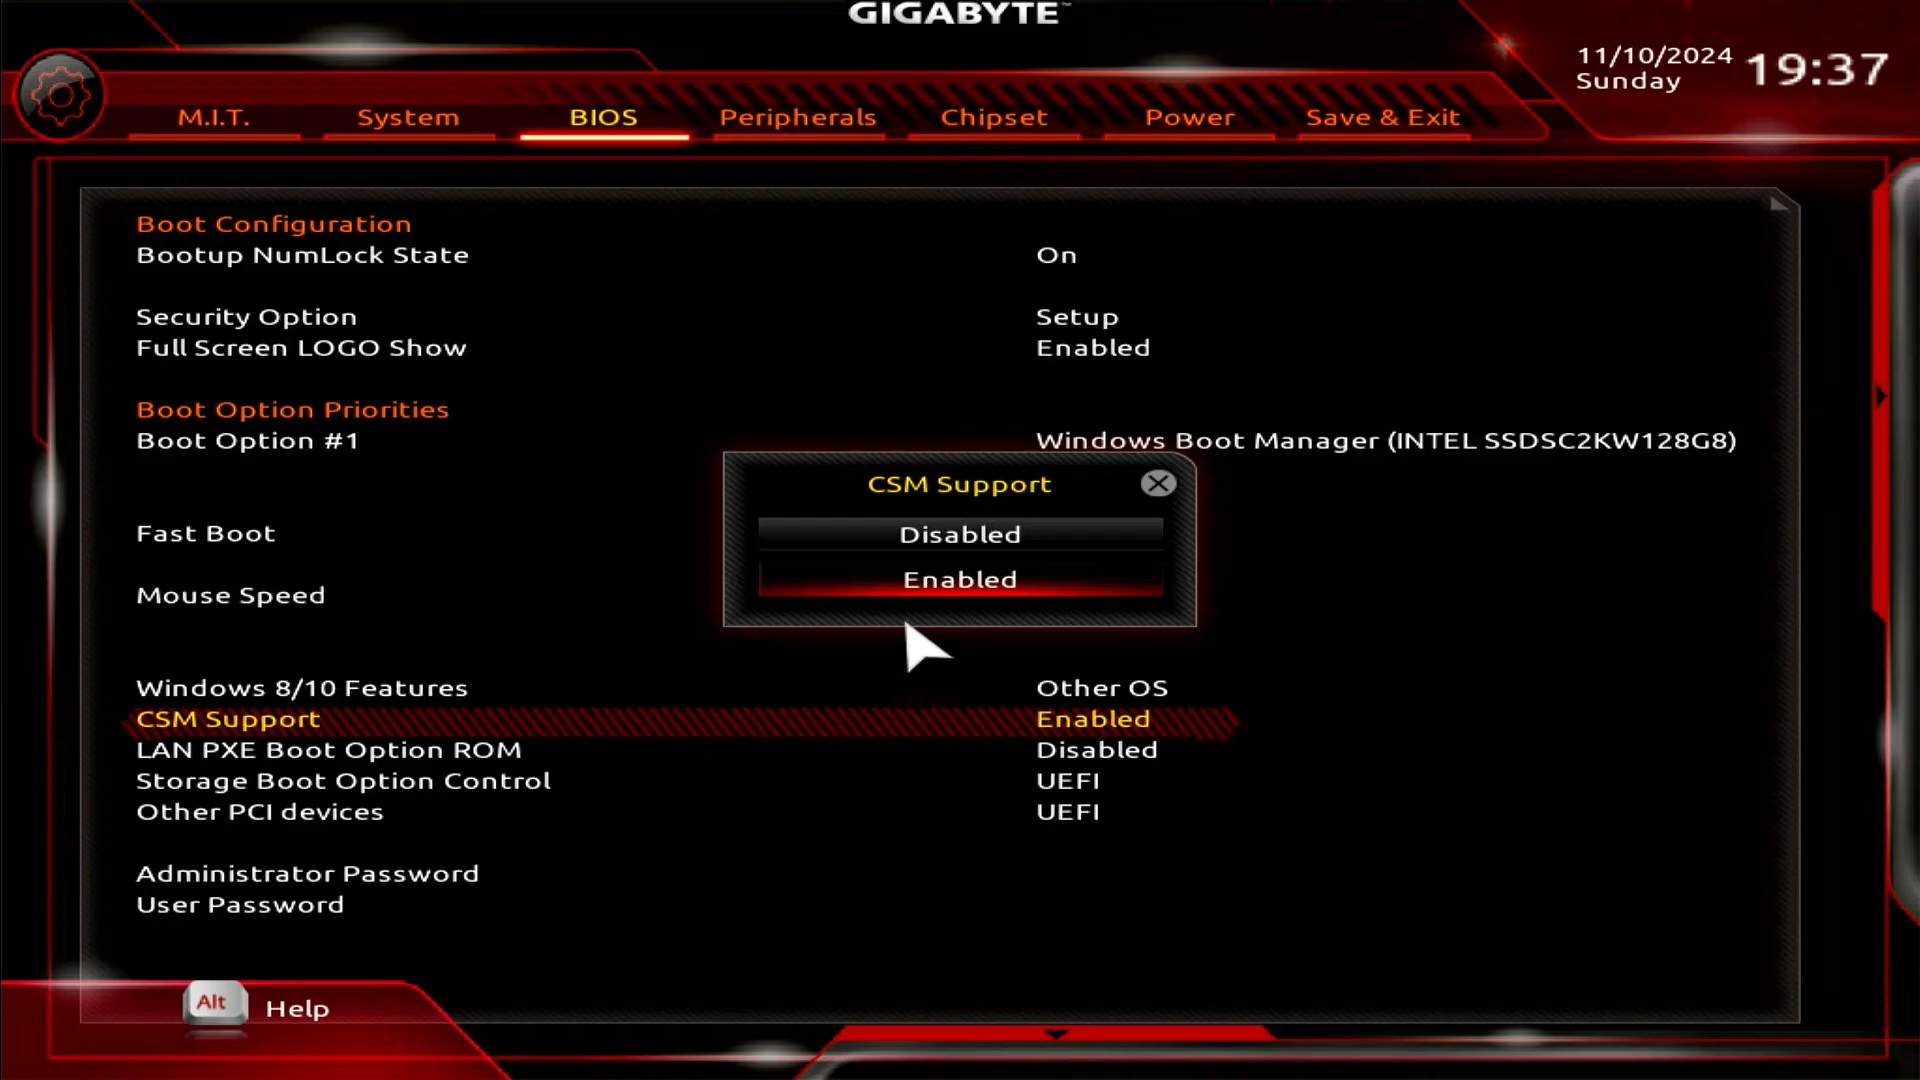 GIGABYTE™
11/10/2024
Sunday
19:37
M.I.T.
System
BIOS
Peripherals
Chipset
Power
Save & Exit
Boot Configuration
Bootup NumLock State On
Security Option Setup
Full Screen LOGO Show Enabled
Boot Option Priorities
Boot Option #1 Windows Boot Manager (INTEL SSDSC2KW128G8)
CSM Support
Disabled
Enabled
Fast Boot
Mouse Speed
Windows 8/10 Features Other OS
CSM Support Enabled
LAN PXE Boot Option ROM Disabled
Storage Boot Option Control UEFI
Other PCI devices UEFI
Administrator Password
User Password
Alt Help